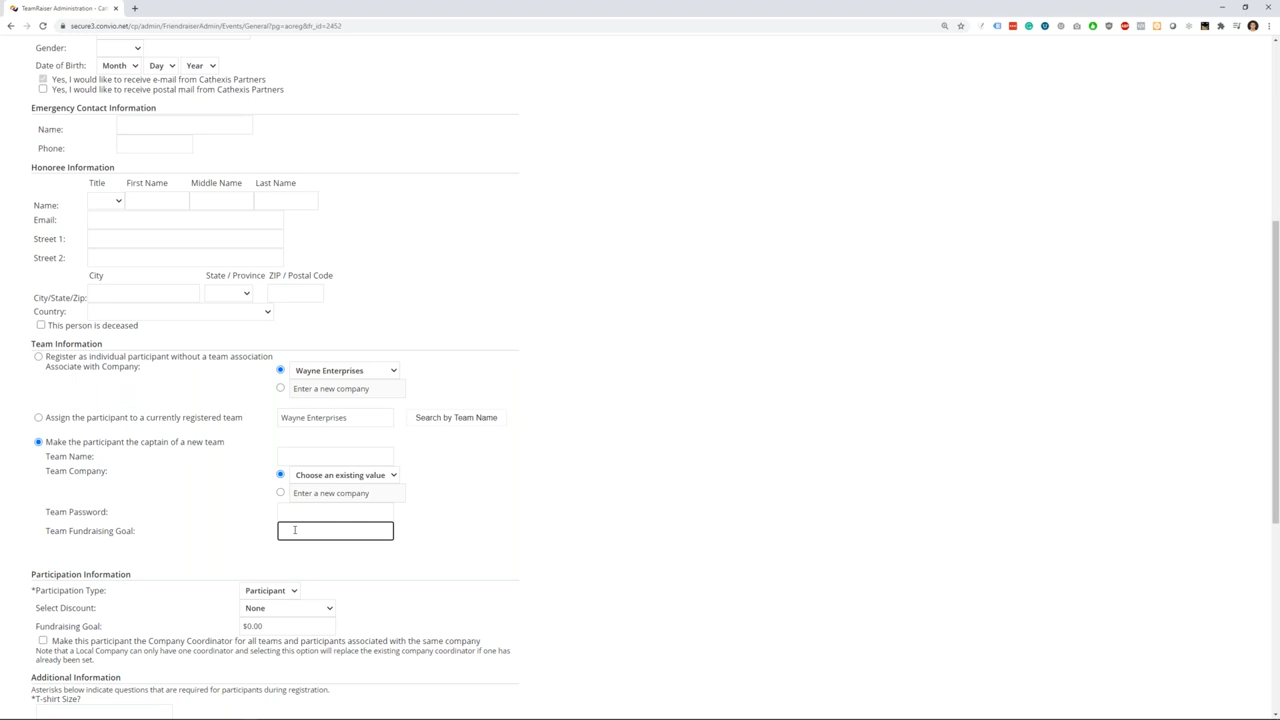 TeamRaiser Administration - Cat
secure3.convio.net/cp/admin/FriendraiserAdmin/Events/General?pg=aoreg&fr_id=2452
Gender:
Date of Birth: Month Day Year
Yes, I would like to receive e-mail from Cathexis Partners
Yes, I would like to receive postal mail from Cathexis Partners
Emergency Contact Information
Name:
Phone:
Honoree Information
Title First Name Middle Name Last Name
Name:
Email:
Street 1:
Street 2:
City State / Province ZIP / Postal Code
City/State/Zip:
Country:
This person is deceased
Team Information
Register as individual participant without a team association
Associate with Company: Wayne Enterprises
Enter a new company
Assign the participant to a currently registered team Wayne Enterprises Search by Team Name
Make the participant the captain of a new team
Team Name:
Team Company: Choose an existing value
Enter a new company
Team Password:
Team Fundraising Goal:
Participation Information
*Participation Type: Participant
Select Discount: None
Fundraising Goal: $0.00
Make this participant the Company Coordinator for all teams and participants associated with the same company
Note that a Local Company can only have one coordinator and selecting this option will replace the existing company coordinator if one has
already been set.
Additional Information
Asterisks below indicate questions that are required for participants during registration.
*T-shirt Size?